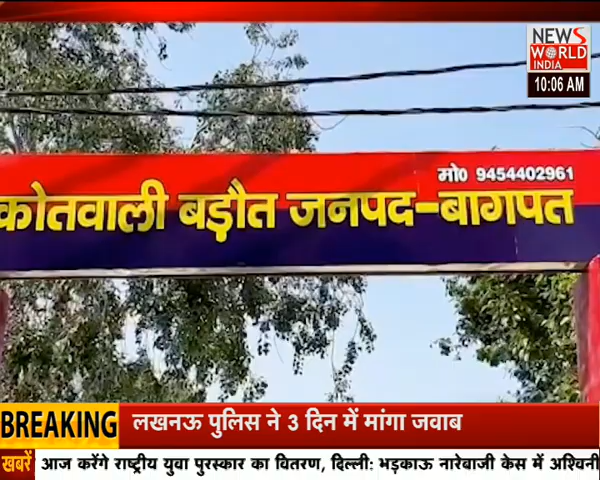 NEWS
WORLD
INDIA
10:06 AM
मो0 9454402961
कोतवाली बड़ौत जनपद-बागपत
BREAKING लखनऊ पुलिस ने 3 दिन में मांगा जवाब
खबरें आज करेंगे राष्ट्रीय युवा पुरस्कार का वितरण, दिल्ली: भड़काऊ नारेबाजी केस में अश्विनी